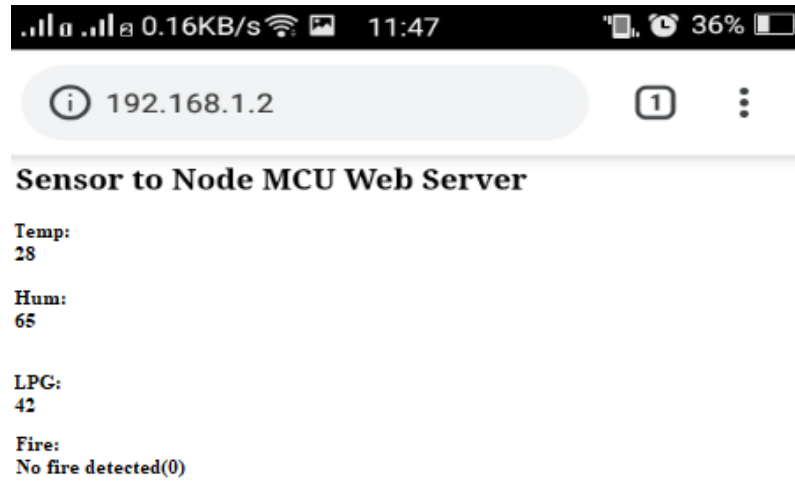 0.16KB/s 11:47 36%
192.168.1.2 1
Sensor to Node MCU Web Server
Temp:
28
Hum:
65
LPG:
42
Fire:
No fire detected(0)